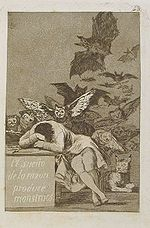 El sueño
de la razon
produce
monstruos